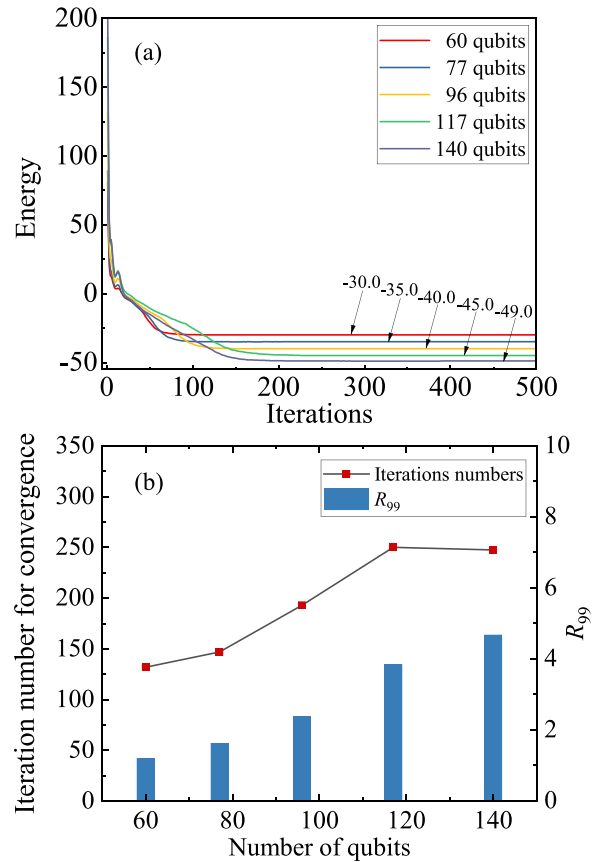 (a)
60 qubits
77 qubits
96 qubits
117 qubits
140 qubits
200
150
100
50
0
-50
Energy
-30.0
-35.0
-40.0
-45.0
-49.0
0 100 200 300 400 500
Iterations
(b)
Iterations numbers
R99
350
300
250
200
150
100
50
0
Iteration number for convergence
10
8
6
4
2
0
R99
60 80 100 120 140
Number of qubits